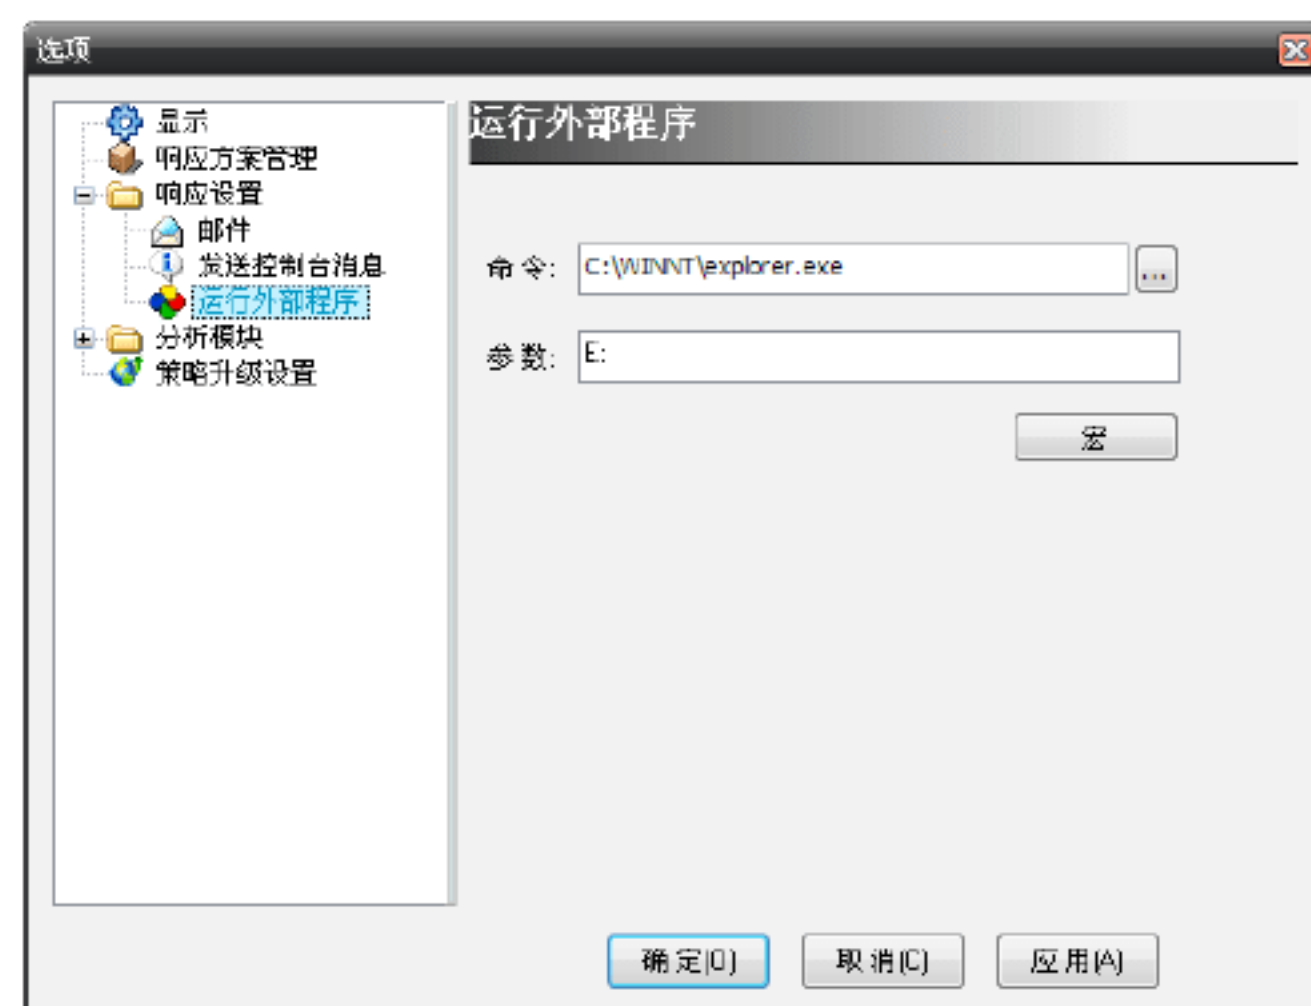 选项
显示
响应方案管理
响应设置
邮件
发送控制台消息
运行外部程序
分析模块
策略升级设置
运行外部程序
命令: C:\WINNT\explorer.exe ...
参数: E:
宏
确定(O) 取消(C) 应用(A)